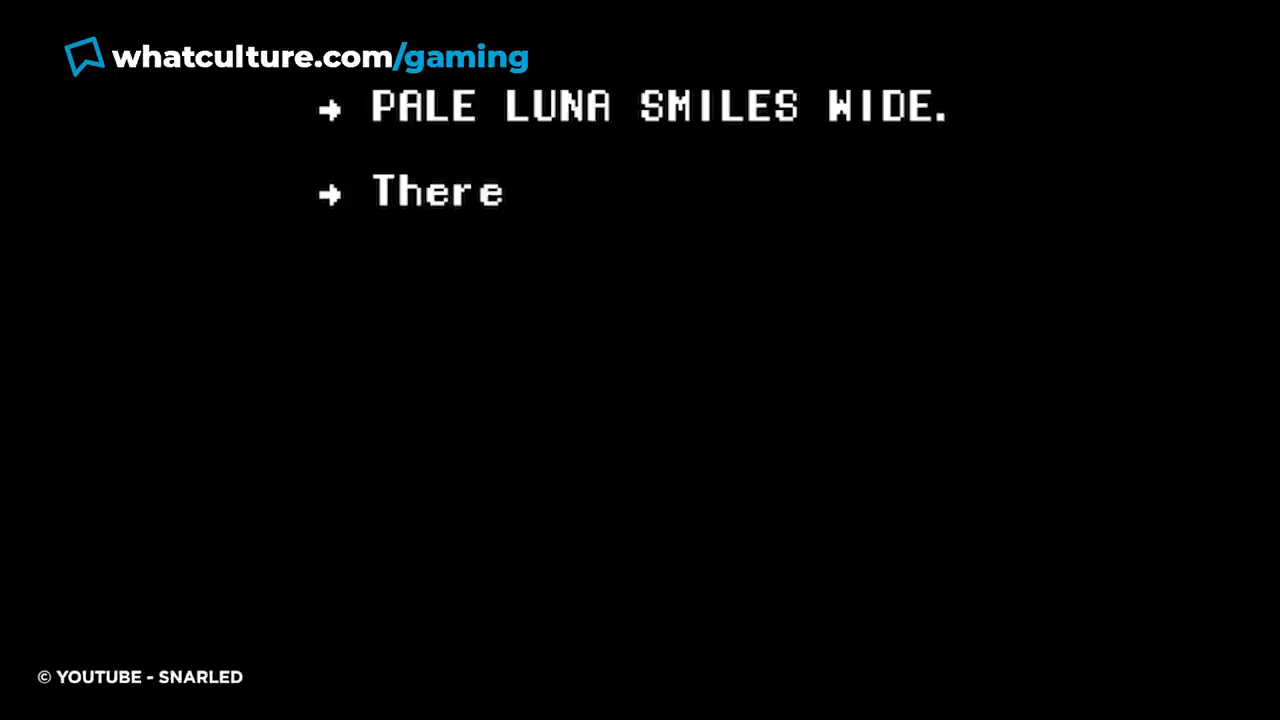 whatculture.com/gaming
→ PALE LUNA SMILES WIDE.
→ There
© YOUTUBE - SNARLED